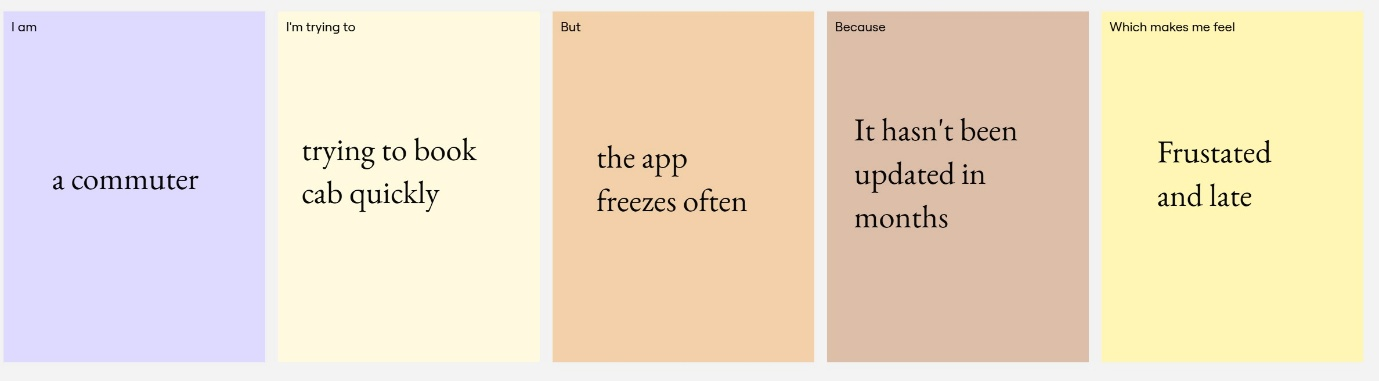 I am
a commuter
I'm trying to
trying to book
cab quickly
But
the app
freezes often
Because
It hasn't been
updated in
months
Which makes me feel
Frustated
and late